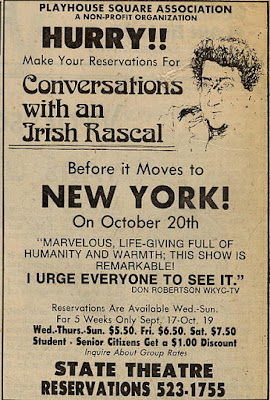 PLAYHOUSE SQUARE ASSOCIATION
A NON-PROFIT ORGANIZATION
HURRY!!
Make Your Reservations For
Conversations
with an
Irish Rascal
Before it Moves to
NEW YORK!
On October 20th
"MARVELOUS, LIFE-GIVING FULL OF
HUMANITY AND WARMTH; THIS SHOW IS
REMARKABLE!
I URGE EVERYONE TO SEE IT."
DON ROBERTSON WKYC-TV
Reservations Are Available Wed.-Sun.
For 5 Weeks Only Sept. 17-Oct. 19
Wed.-Thurs.-Sun. $5.50. Fri. $6.50. Sat. $7.50
Student - Senior Citizens Get a $1.00 Discount
Inquire About Group Rates
STATE THEATRE
RESERVATIONS 523-1755